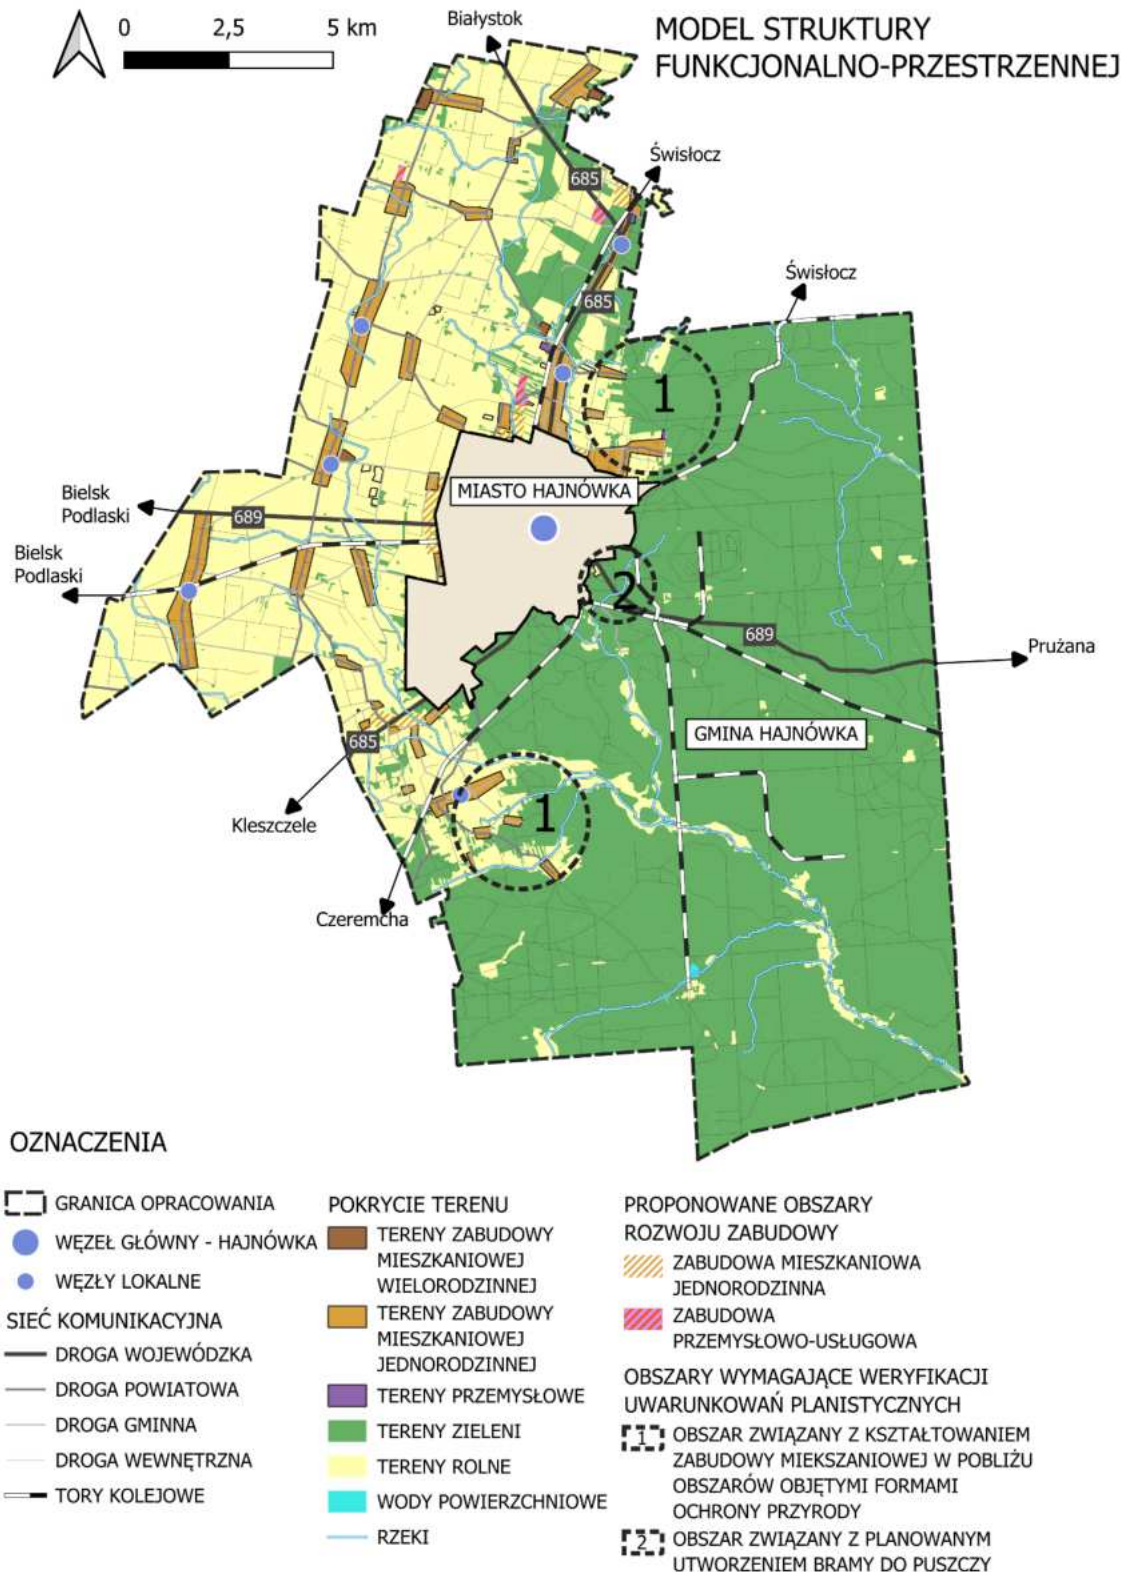 0 2,5 5 km
MODEL STRUKTURY
FUNKCJONALNO-PRZESTRZENNEJ
Białystok
Świsłocz
685
Świsłocz
685
1
Bielsk
Podlaski
MIASTO HAJNÓWKA
689
Bielsk
Podlaski
2
689
Prużana
GMINA HAJNÓWKA
685
Kleszczele
1
Czeremcha
OZNACZENIA
GRANICA OPRACOWANIA
WĘZEŁ GŁÓWNY - HAJNÓWKA
WĘZŁY LOKALNE
SIEĆ KOMUNIKACYJNA
DROGA WOJEWÓDZKA
DROGA POWIATOWA
DROGA GMINNA
DROGA WEWNĘTRZNA
TORY KOLEJOWE
POKRYCIE TERENU
TERENY ZABUDOWY
MIESZKANIOWEJ
WIELORODZINNEJ
TERENY ZABUDOWY
MIESZKANIOWEJ
JEDNORODZINNEJ
TERENY PRZEMYSŁOWE
TERENY ZIELENI
TERENY ROLNE
WODY POWIERZCHNIOWE
RZEKI
PROPONOWANE OBSZARY
ROZWOJU ZABUDOWY
ZABUDOWA MIESZKANIOWA
JEDNORODZINNA
ZABUDOWA
PRZEMYSŁOWO-USŁUGOWA
OBSZARY WYMAGAJĄCE WERYFIKACJI
UWARUNKOWAŃ PLANISTYCZNYCH
1 OBSZAR ZWIĄZANY Z KSZTAŁTOWANIEM
ZABUDOWY MIEKSZANIOWEJ W POBLIŻU
OBSZARÓW OBJĘTYMI FORMAMI
OCHRONY PRZYRODY
2 OBSZAR ZWIĄZANY Z PLANOWANYM
UTWORZENIEM BRAMY DO PUSZCZY